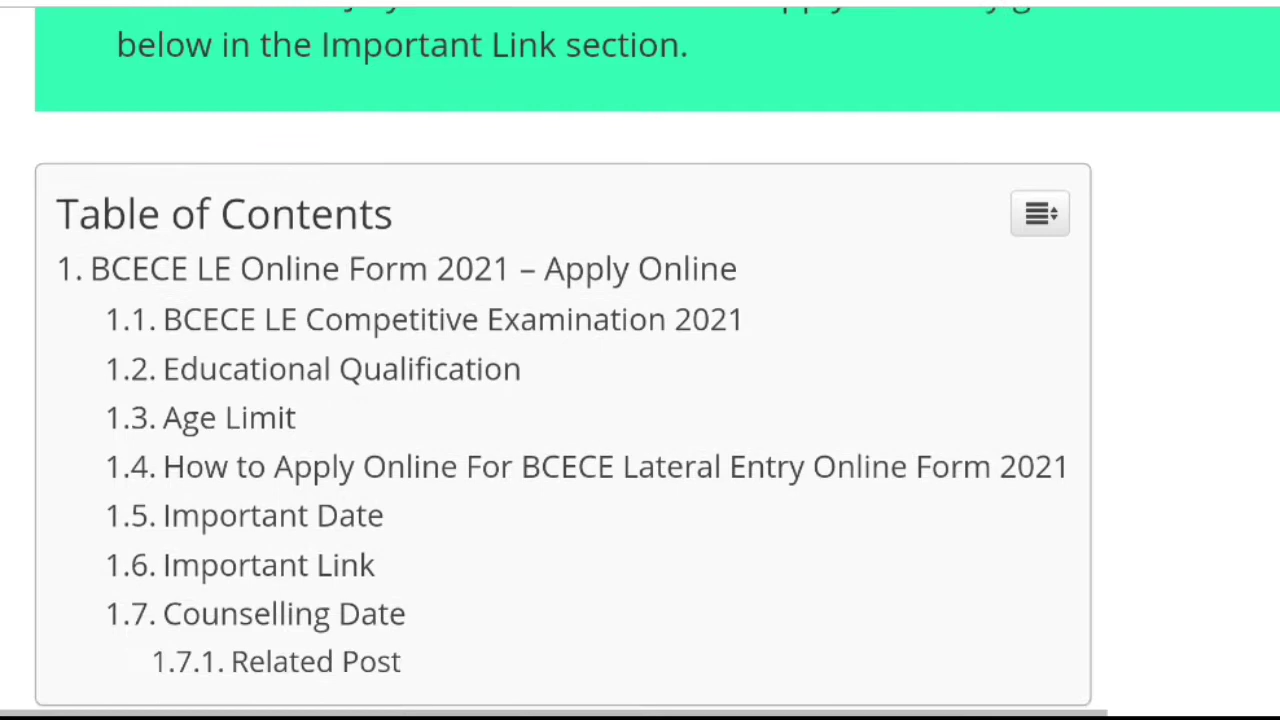 below in the Important Link section.
Table of Contents
1. BCECE LE Online Form 2021 – Apply Online
1.1. BCECE LE Competitive Examination 2021
1.2. Educational Qualification
1.3. Age Limit
1.4. How to Apply Online For BCECE Lateral Entry Online Form 2021
1.5. Important Date
1.6. Important Link
1.7. Counselling Date
1.7.1. Related Post